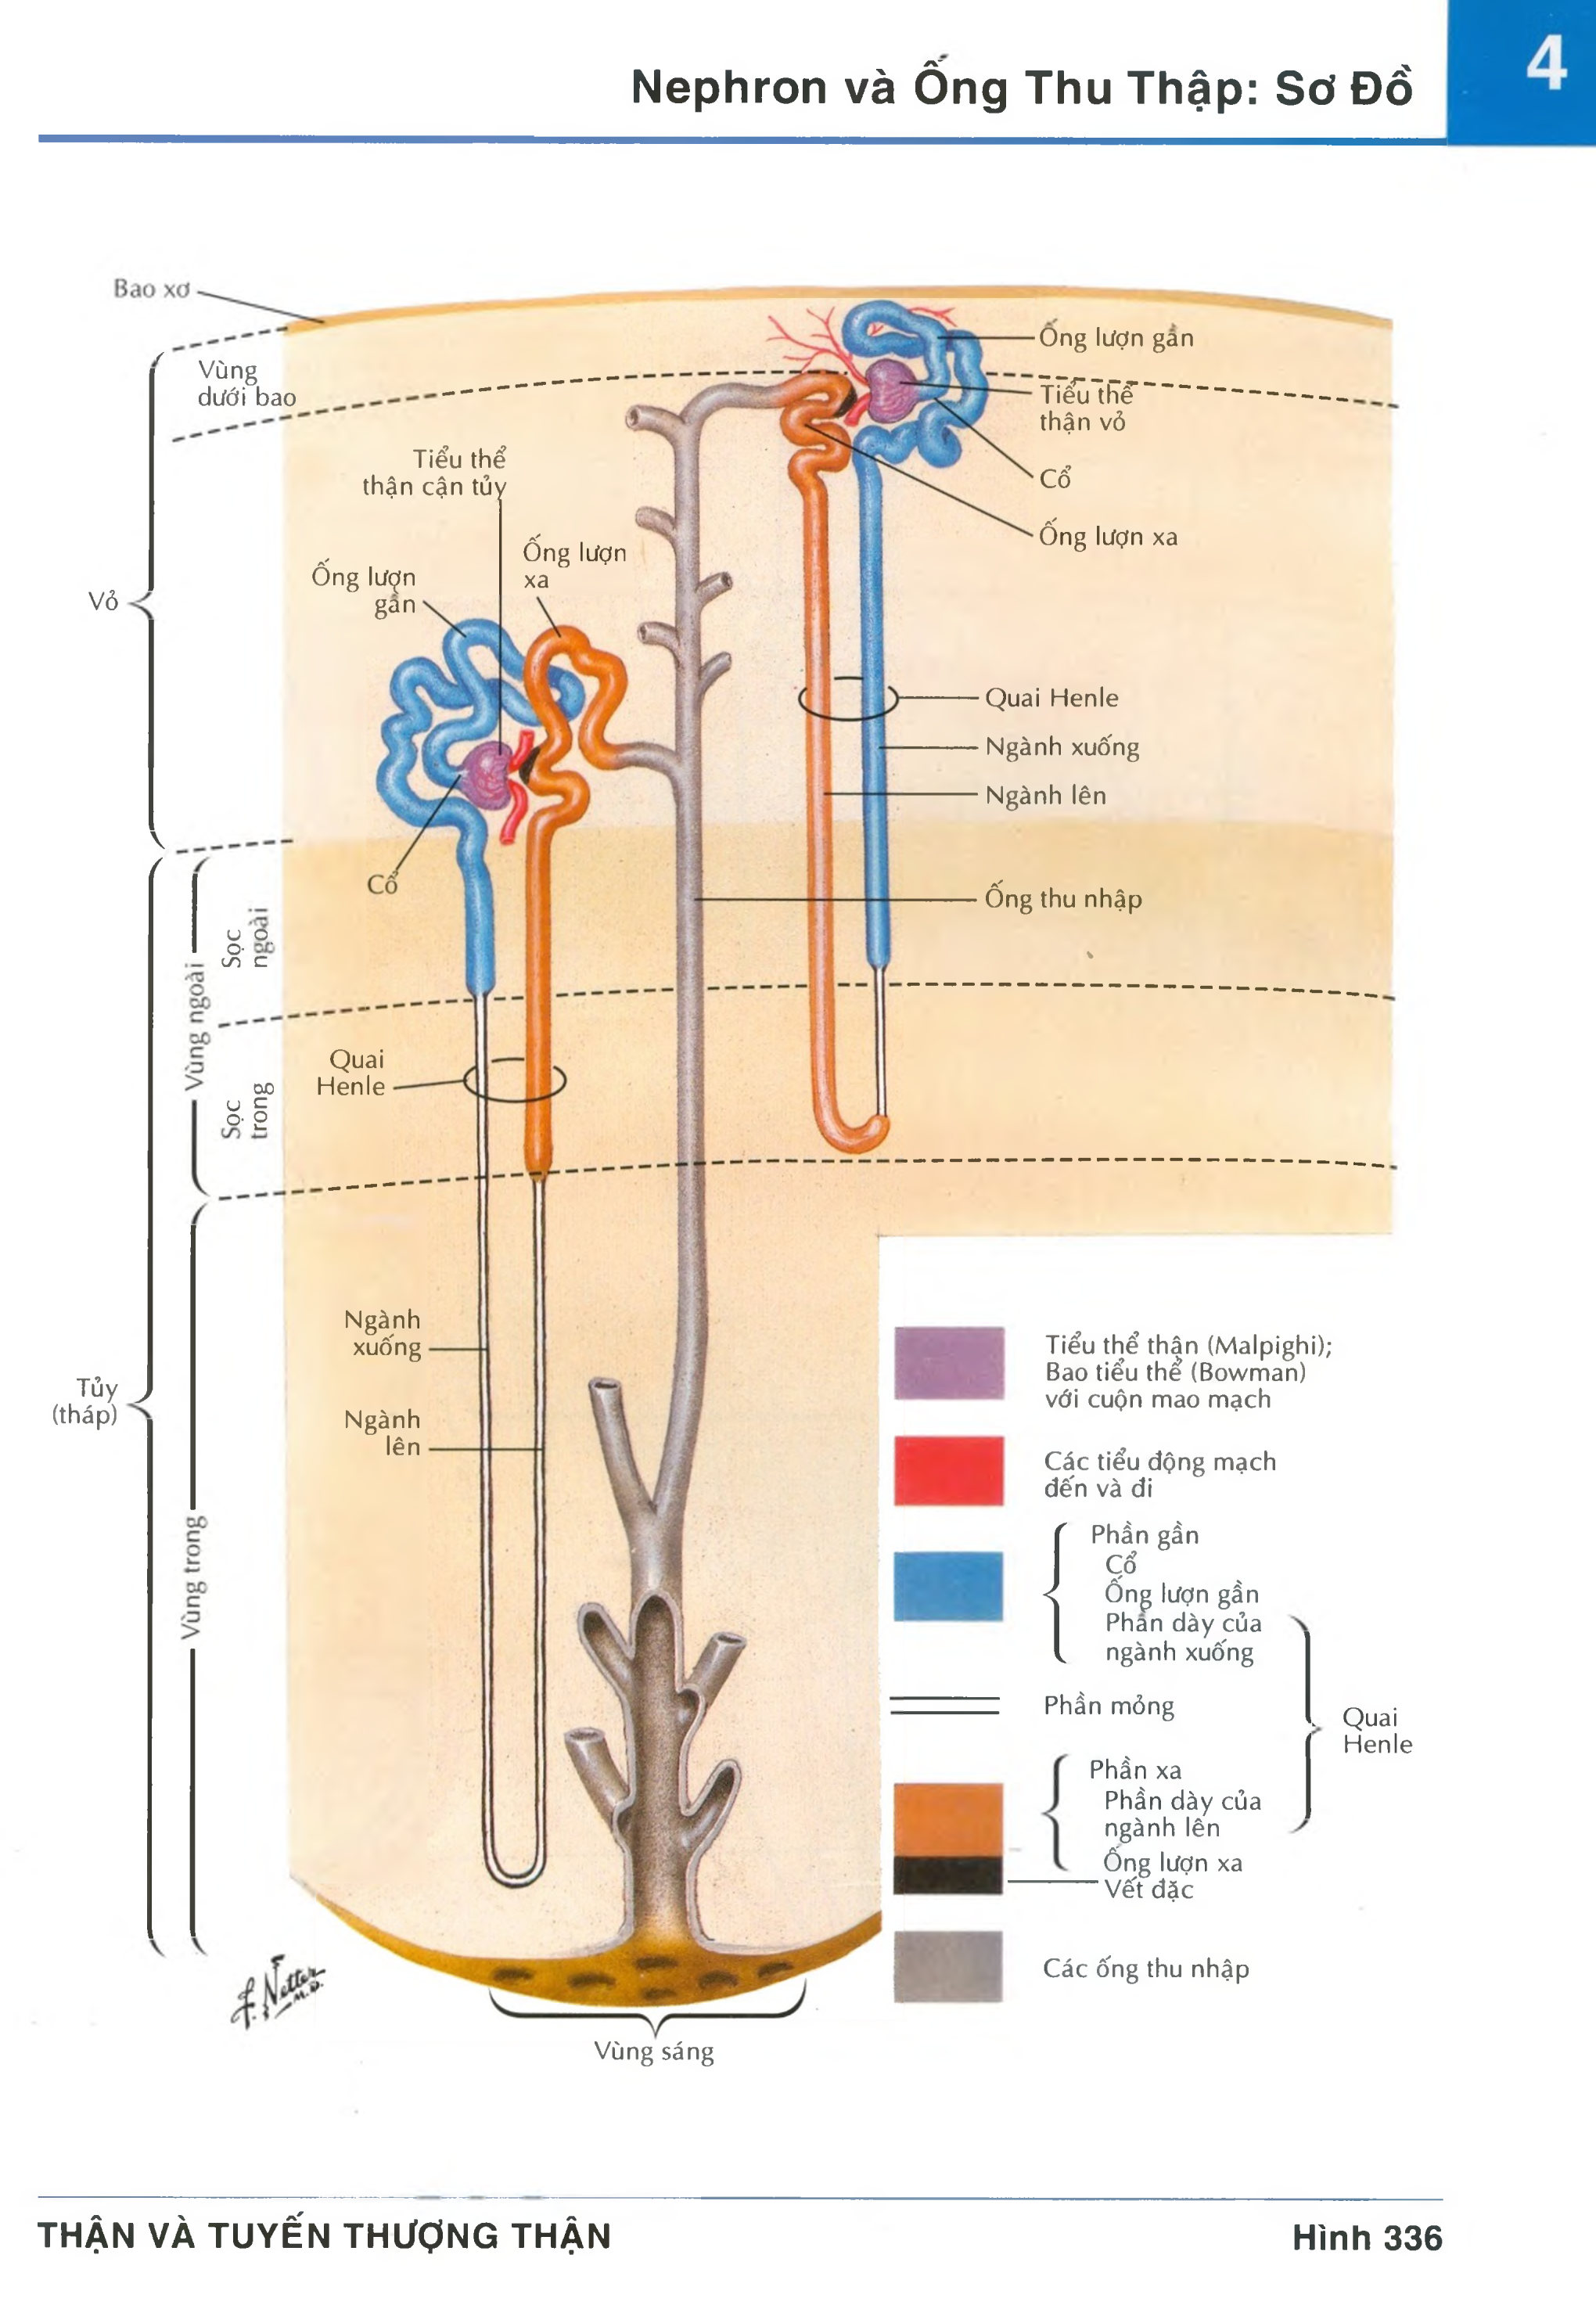 Nephron và Ống Thu Thập: Sơ Đồ
4
Bao xơ
Vùng
dưới bao
Ống lượn gần
Tiểu thể
thận vỏ
Cổ
Ống lượn xa
Tiểu thể
thận cận tủy
Ống lượn
xa
Ống lượn
gần
Vỏ
Quai Henle
Ngành xuống
Ngành lên
Ống thu nhập
Cổ
Sọc
ngoài
Vùng ngoài
Sọc
trong
Quai
Henle
Ngành
xuống
Ngành
lên
Tủy
(tháp)
Vùng trong
Tiểu thể thận (Malpighi);
Bao tiểu thể (Bowman)
với cuộn mao mạch
Các tiểu động mạch
đến và đi
Phần gần
Cổ
Ống lượn gần
Phần dày của
ngành xuống
Phần mỏng
Quai
Henle
Phần xa
Phần dày của
ngành lên
Ống lượn xa
Vết đặc
Các ống thu nhập
F. Netter
M.D.
Vùng sáng
THẬN VÀ TUYẾN THƯỢNG THẬN
Hình 336